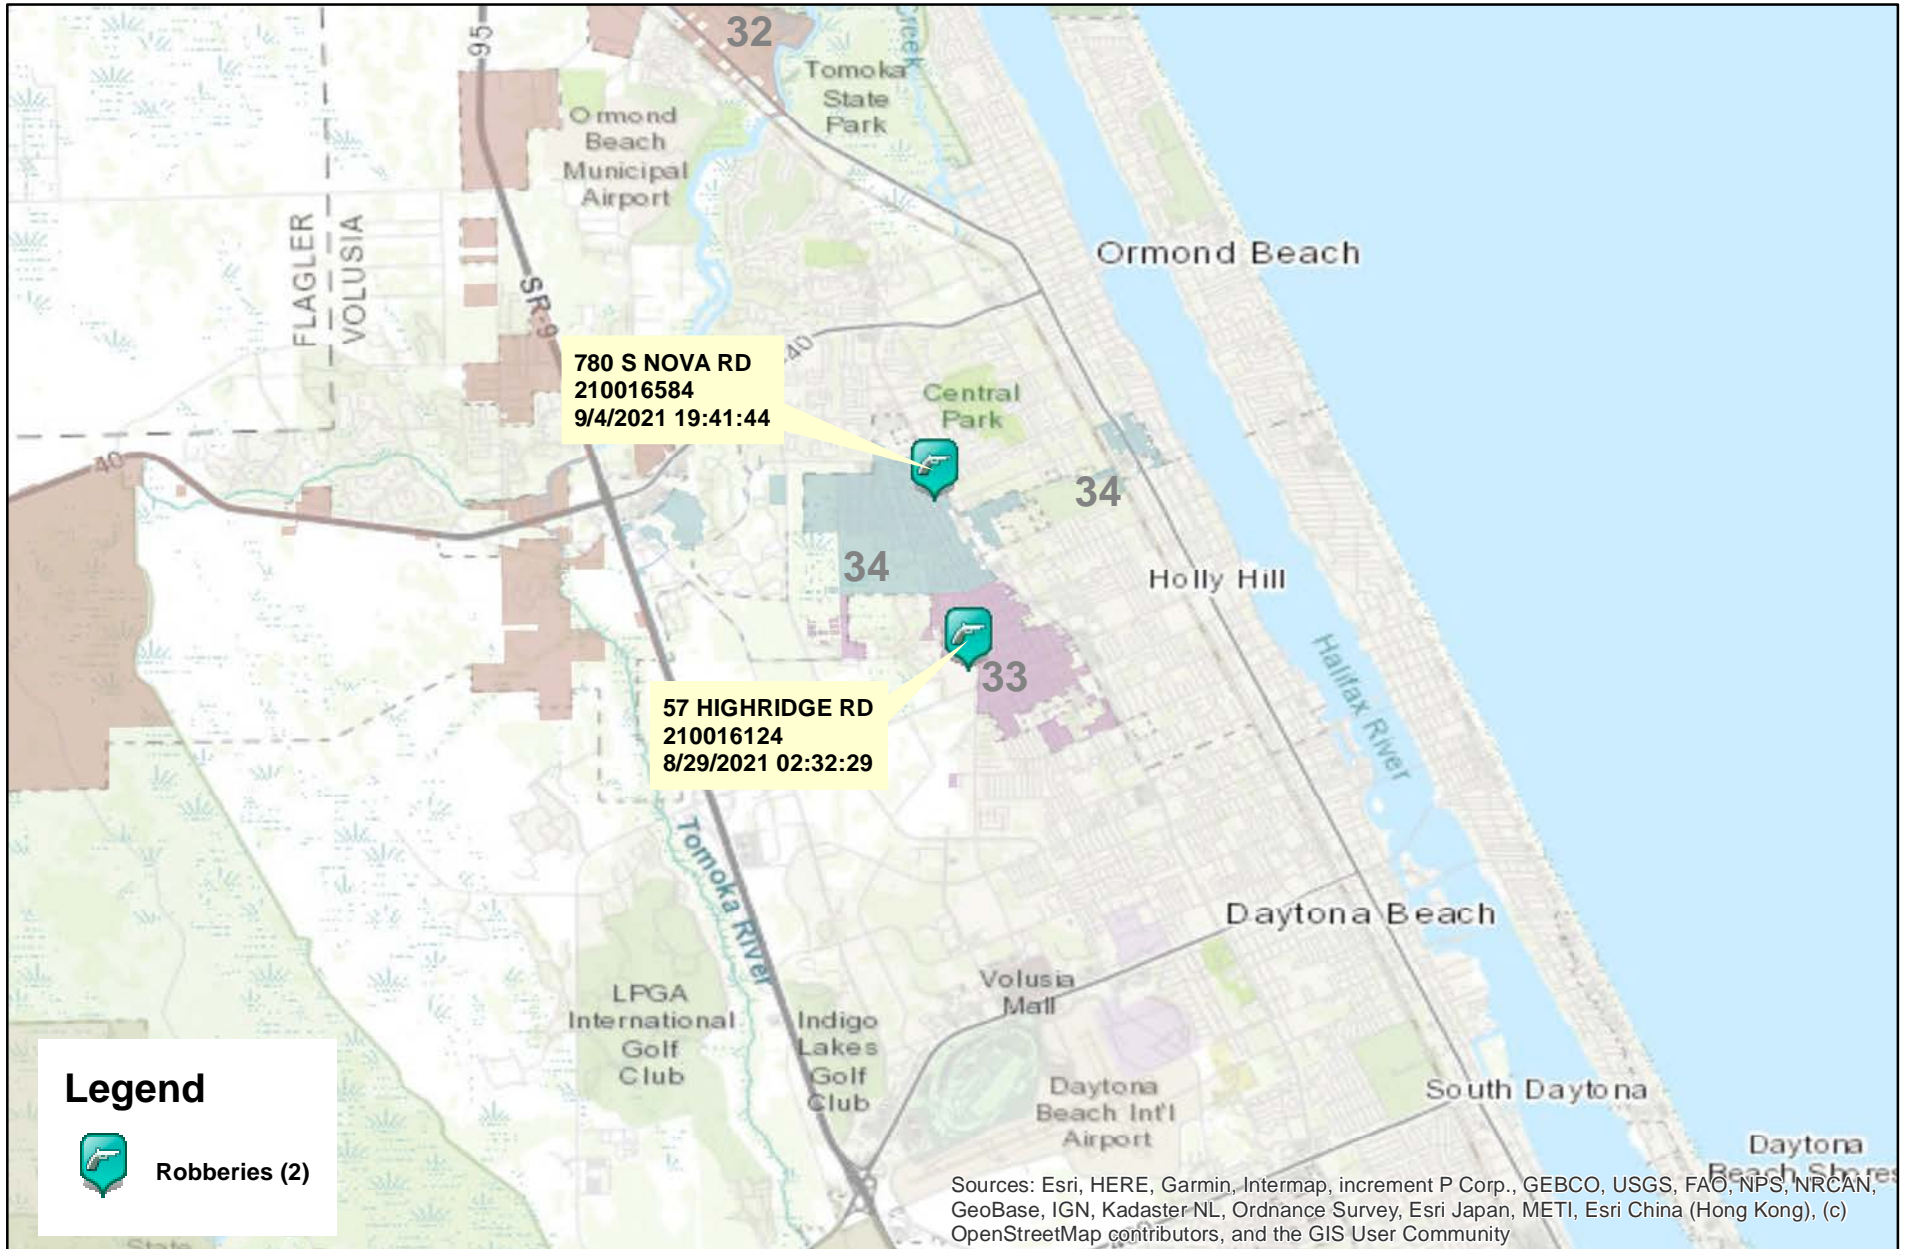 32
95
Creek
Tomoka
State
Park
Ormond
Beach
Municipal
Airport
FLAGLER
VOLUSIA
Ormond Beach
SR-9
780 S NOVA RD
210016584
9/4/2021 19:41:44
40
Central
Park
40
34
34
Holly Hill
33
57 HIGHRIDGE RD
210016124
8/29/2021 02:32:29
Halifax River
Tomoka River
Daytona Beach
Volusia
Mall
LPGA
International
Golf
Club
Indigo
Lakes
Golf
Club
Daytona
Beach Int'l
Airport
South Daytona
Daytona
Beach Shores
Legend
Robberies (2)
State
Sources: Esri, HERE, Garmin, Intermap, increment P Corp., GEBCO, USGS, FAO, NPS, NRCAN,
GeoBase, IGN, Kadaster NL, Ordnance Survey, Esri Japan, METI, Esri China (Hong Kong), (c)
OpenStreetMap contributors, and the GIS User Community